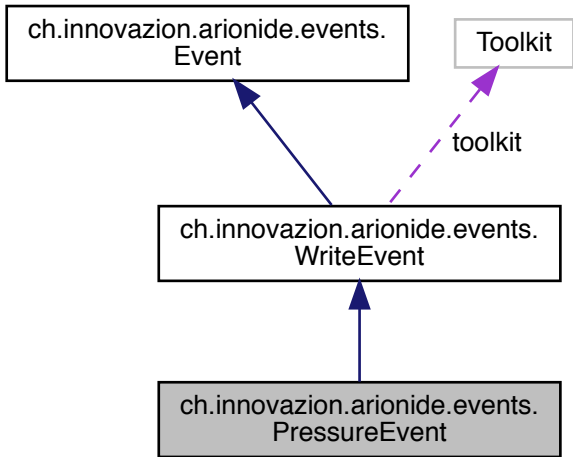 ch.innovazion.arionide.events.
Event
Toolkit
toolkit
ch.innovazion.arionide.events.
WriteEvent
ch.innovazion.arionide.events.
PressureEvent